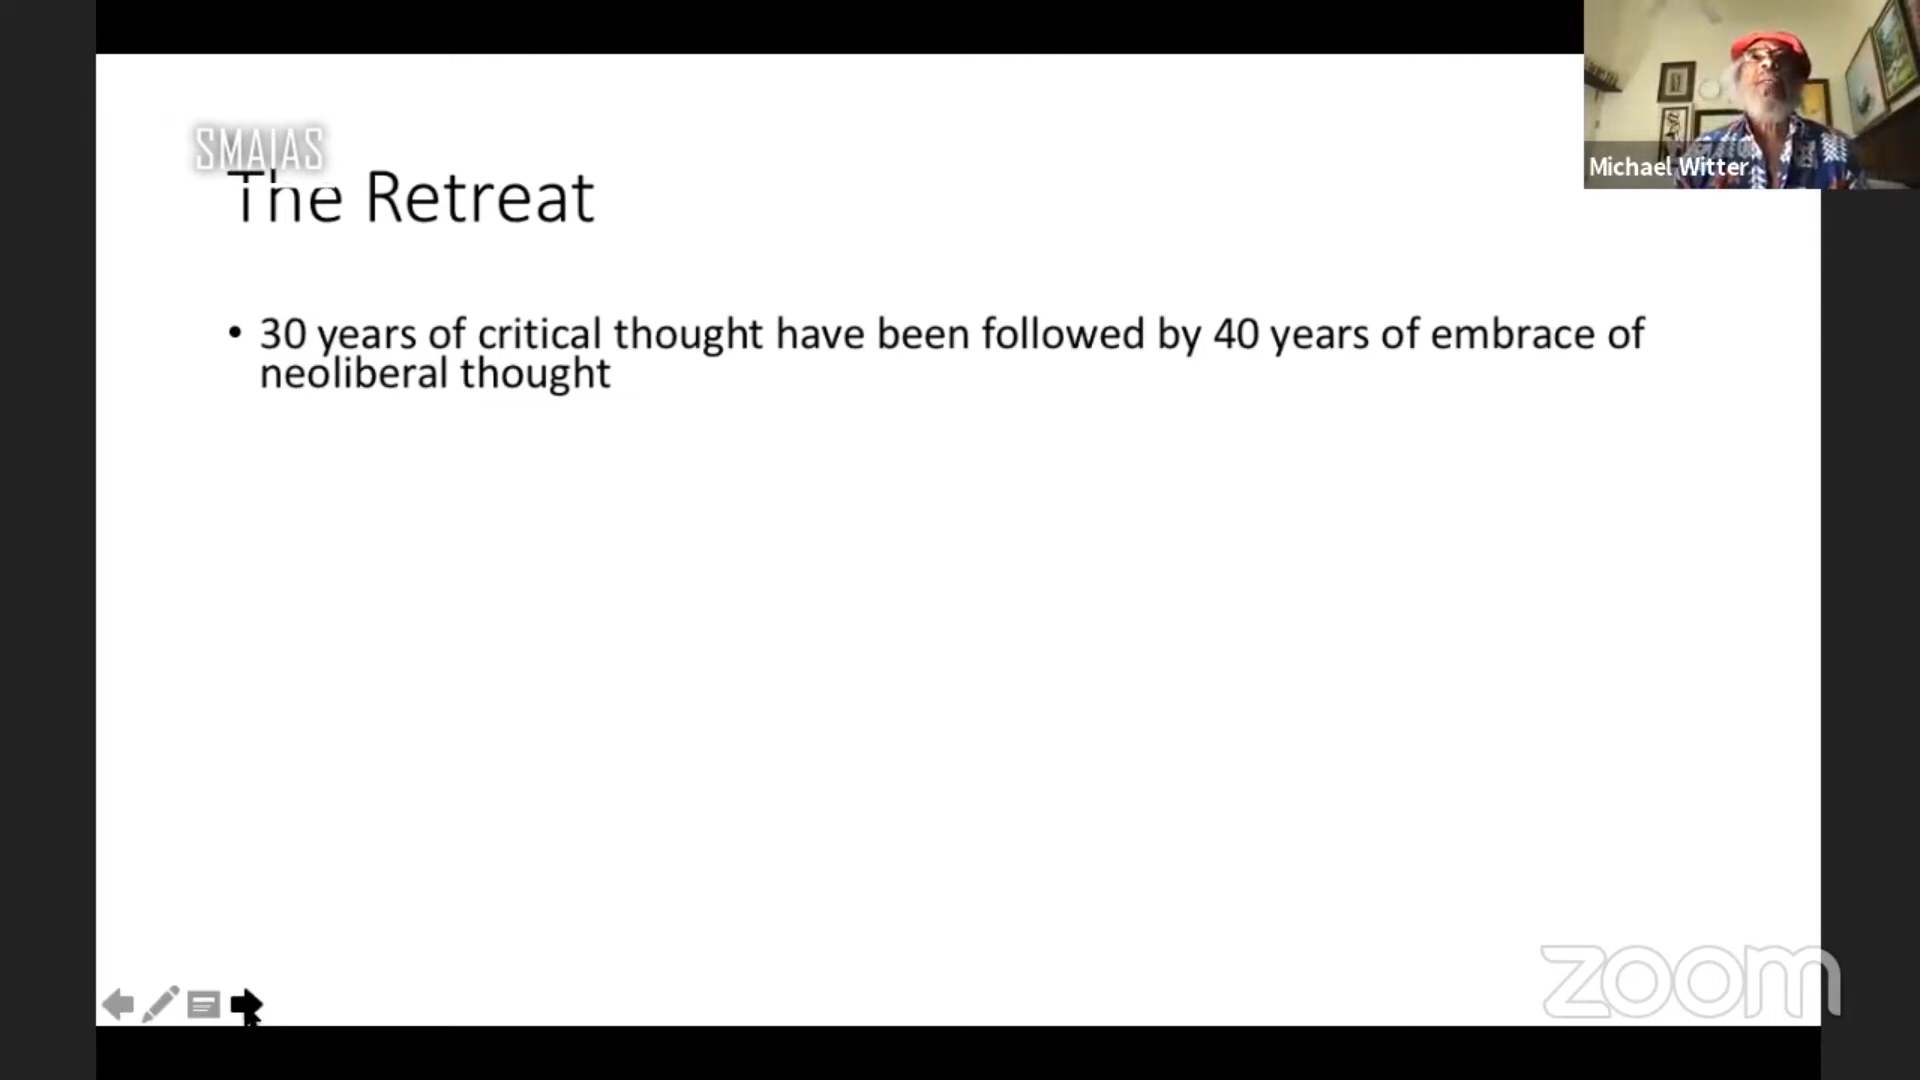 SMAIAS
The Retreat
Michael Witter
• 30 years of critical thought have been followed by 40 years of embrace of
neoliberal thought
zoom